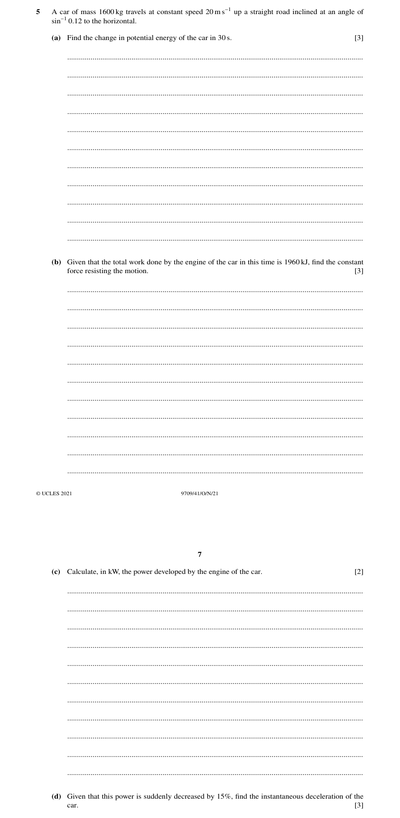 5 A car of mass 1600 kg travels at constant speed 20 m s⁻¹ up a straight road inclined at an angle of
sin⁻¹ 0.12 to the horizontal.
(a) Find the change in potential energy of the car in 30 s. [3]
(b) Given that the total work done by the engine of the car in this time is 1960 kJ, find the constant
force resisting the motion. [3]
© UCLES 2021 9709/41/O/N/21
7
(c) Calculate, in kW, the power developed by the engine of the car. [2]
(d) Given that this power is suddenly decreased by 15%, find the instantaneous deceleration of the
car. [3]